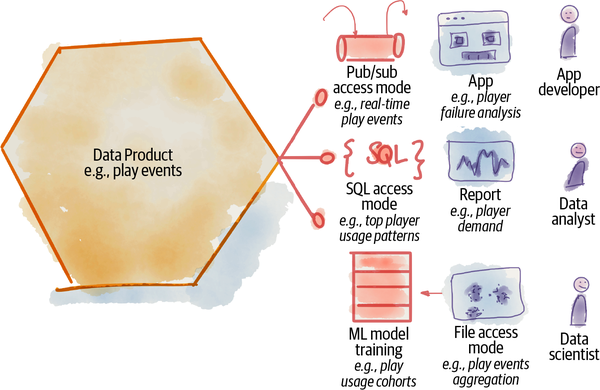 Data Product
e.g., play events
Pub/sub
access mode
e.g., real-time
play events
App
e.g., player
failure analysis
App
developer
{ SQL }
SQL access
mode
e.g., top player
usage patterns
Report
e.g., player
demand
Data
analyst
ML model
training
e.g., play
usage cohorts
File access
mode
e.g., play events
aggregation
Data
scientist